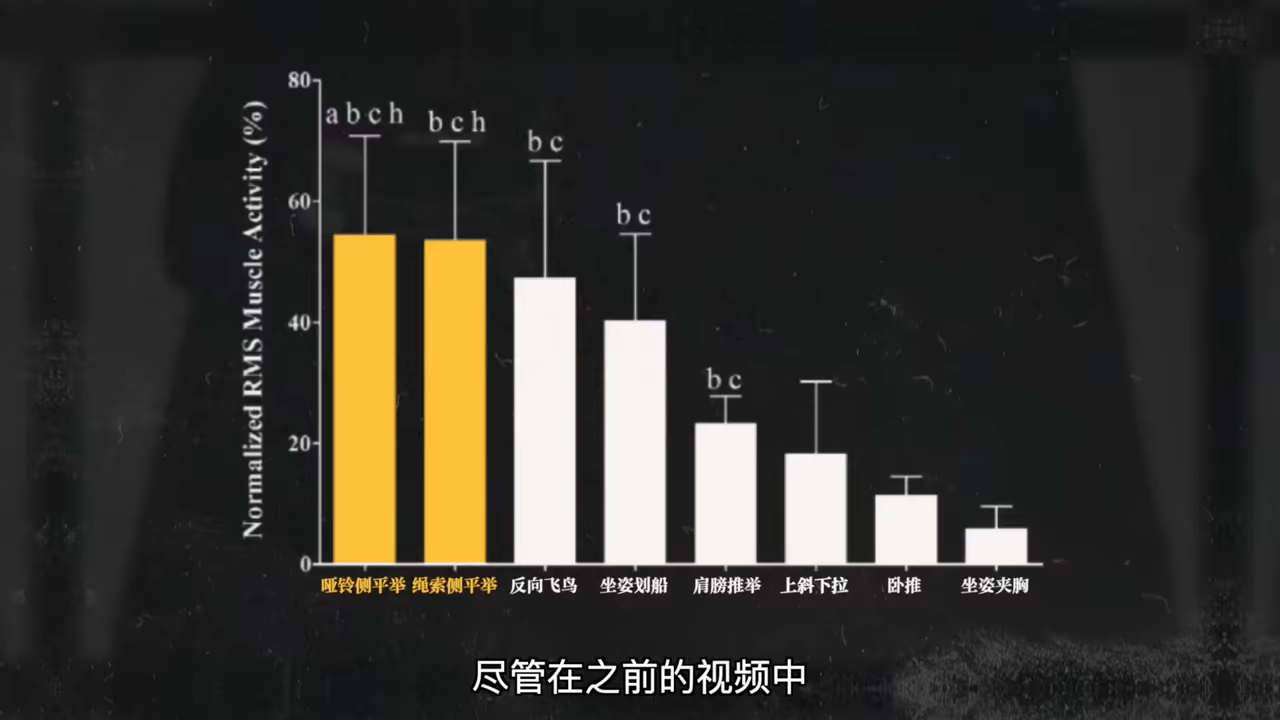 80
a b c h
b c h
b c
b c
60
40
b c
20
0
Normalized RMS Muscle Activity (%)
哑铃侧平举 绳索侧平举 反向飞鸟 坐姿划船 肩膀推举 上斜下拉 卧推 坐姿夹胸
尽管在之前的视频中